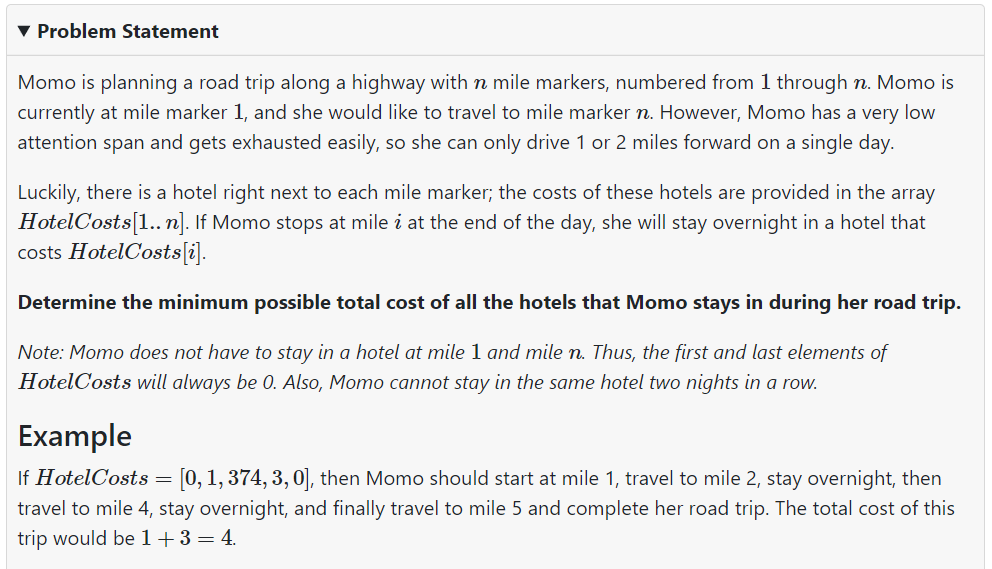 ▼ Problem Statement
Momo is planning a road trip along a highway with n mile markers, numbered from 1 through n. Momo is
currently at mile marker 1, and she would like to travel to mile marker n. However, Momo has a very low
attention span and gets exhausted easily, so she can only drive 1 or 2 miles forward on a single day.
Luckily, there is a hotel right next to each mile marker; the costs of these hotels are provided in the array
HotelCosts[1..n]. If Momo stops at mile i at the end of the day, she will stay overnight in a hotel that
costs HotelCosts[i].
Determine the minimum possible total cost of all the hotels that Momo stays in during her road trip.
Note: Momo does not have to stay in a hotel at mile 1 and mile n. Thus, the first and last elements of
HotelCosts will always be 0. Also, Momo cannot stay in the same hotel two nights in a row.
Example
If HotelCosts = [0, 1, 374, 3, 0], then Momo should start at mile 1, travel to mile 2, stay overnight, then
travel to mile 4, stay overnight, and finally travel to mile 5 and complete her road trip. The total cost of this
trip would be 1 + 3 = 4.